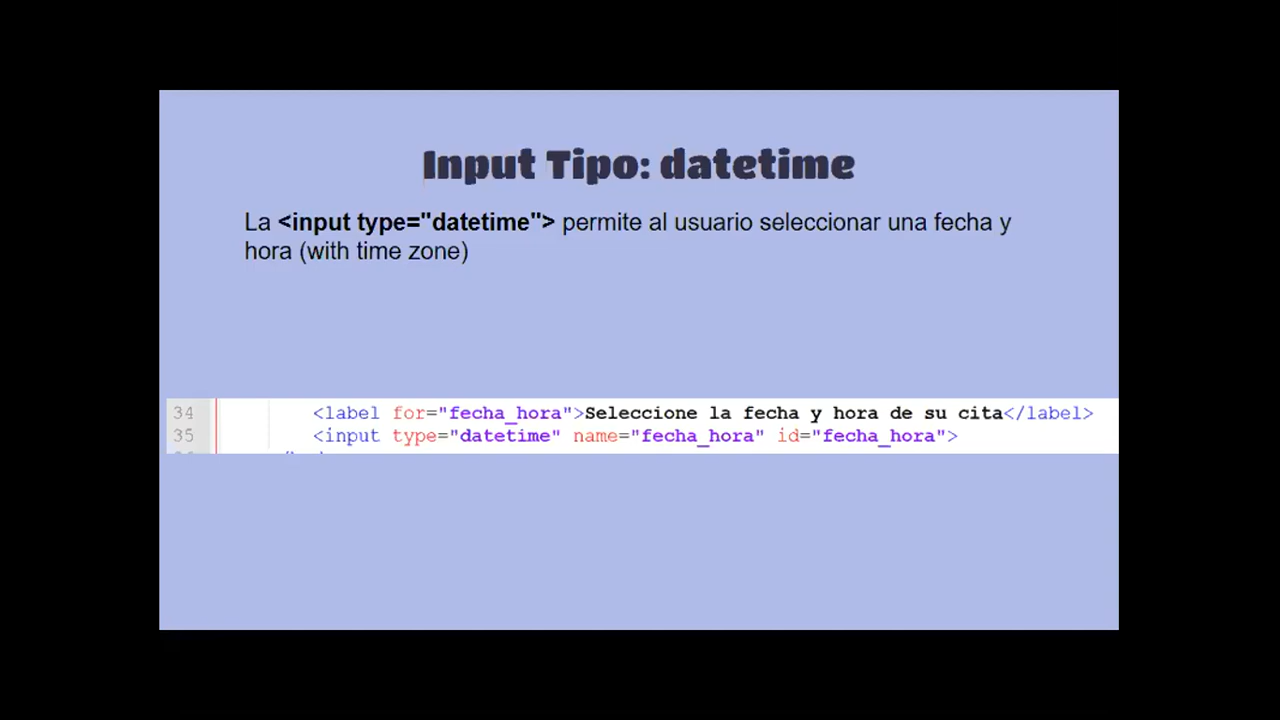 Input Tipo: datetime
La <input type="datetime"> permite al usuario seleccionar una fecha y
hora (with time zone)
34 <label for="fecha_hora">Seleccione la fecha y hora de su cita</label>
35 <input type="datetime" name="fecha_hora" id="fecha_hora">